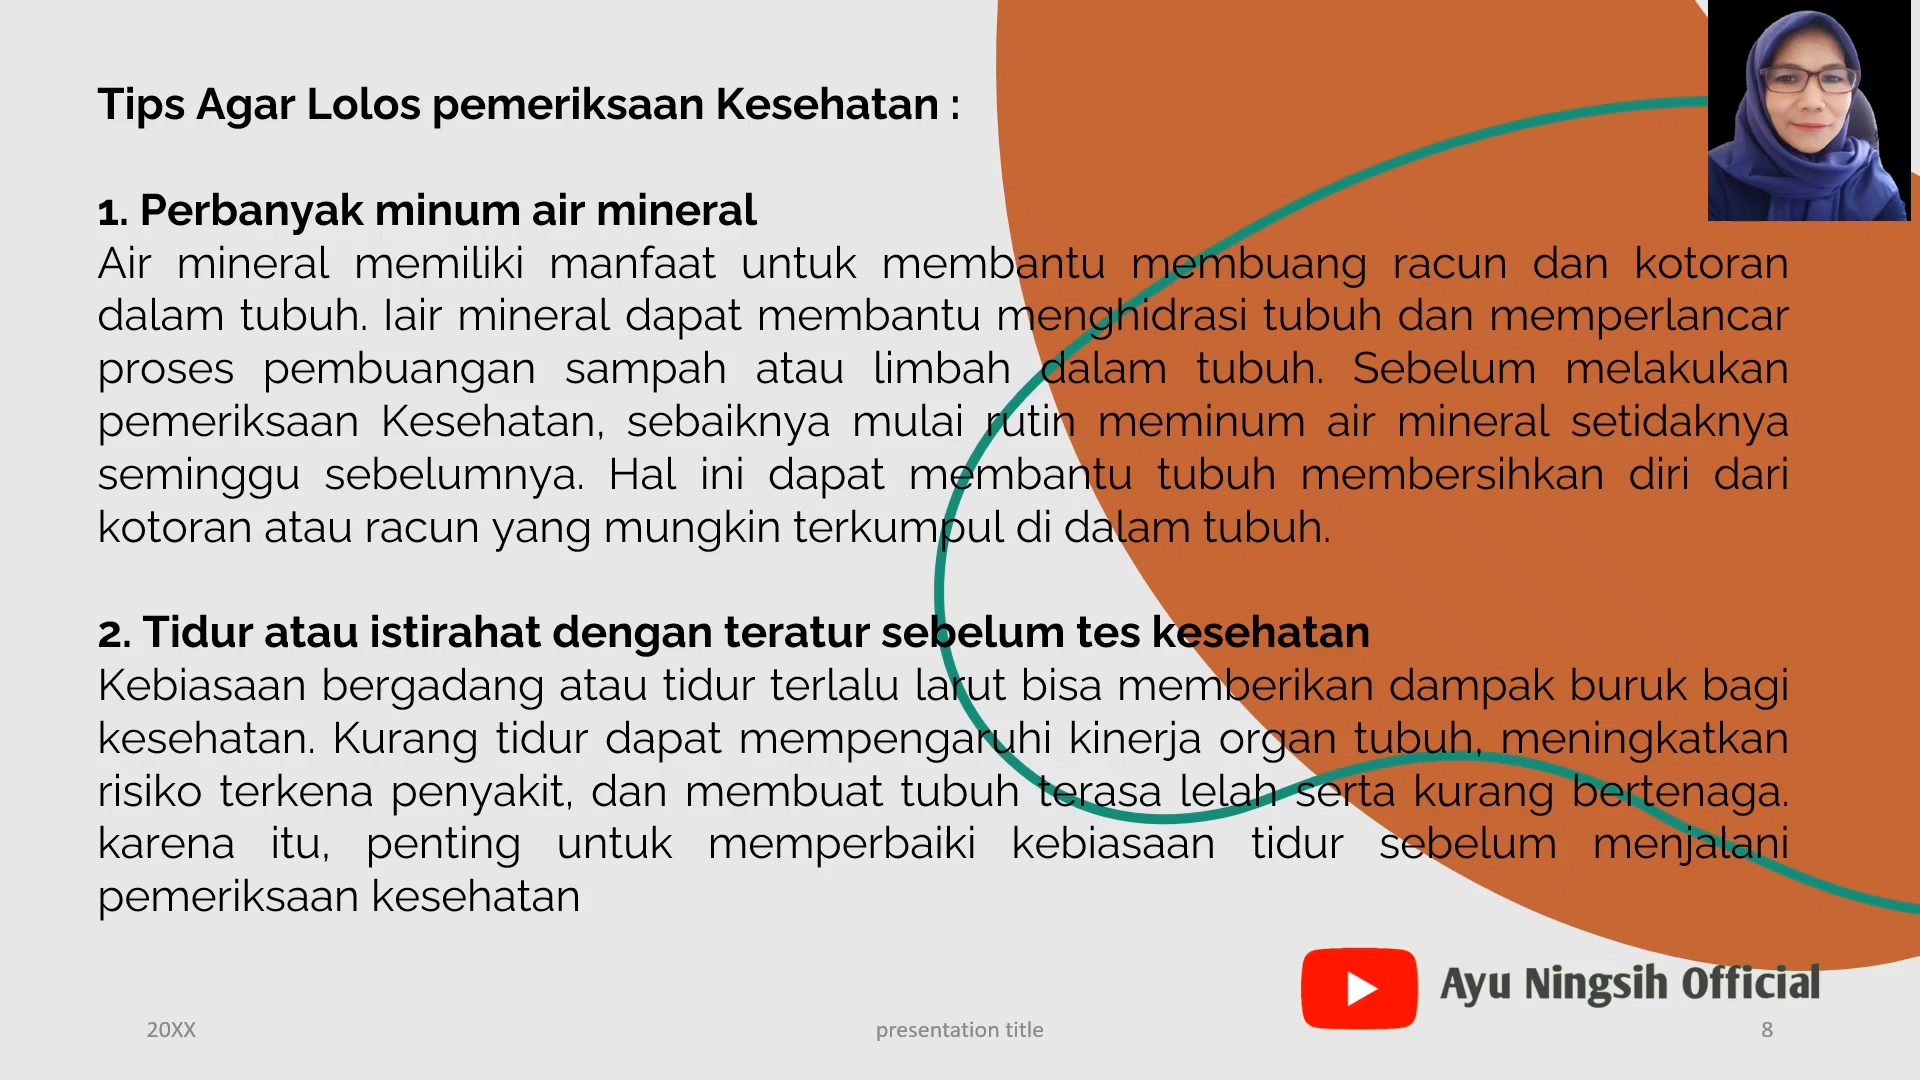 Tips Agar Lolos pemeriksaan Kesehatan :
1. Perbanyak minum air mineral
Air mineral memiliki manfaat untuk membantu membuang racun dan kotoran
dalam tubuh. Iair mineral dapat membantu menghidrasi tubuh dan memperlancar
proses pembuangan sampah atau limbah dalam tubuh. Sebelum melakukan
pemeriksaan Kesehatan, sebaiknya mulai rutin meminum air mineral setidaknya
seminggu sebelumnya. Hal ini dapat membantu tubuh membersihkan diri dari
kotoran atau racun yang mungkin terkumpul di dalam tubuh.
2. Tidur atau istirahat dengan teratur sebelum tes kesehatan
Kebiasaan bergadang atau tidur terlalu larut bisa memberikan dampak buruk bagi
kesehatan. Kurang tidur dapat mempengaruhi kinerja organ tubuh, meningkatkan
risiko terkena penyakit, dan membuat tubuh terasa lelah serta kurang bertenaga.
karena itu, penting untuk memperbaiki kebiasaan tidur sebelum menjalani
pemeriksaan kesehatan
Ayu Ningsih Official
20XX
presentation title
8